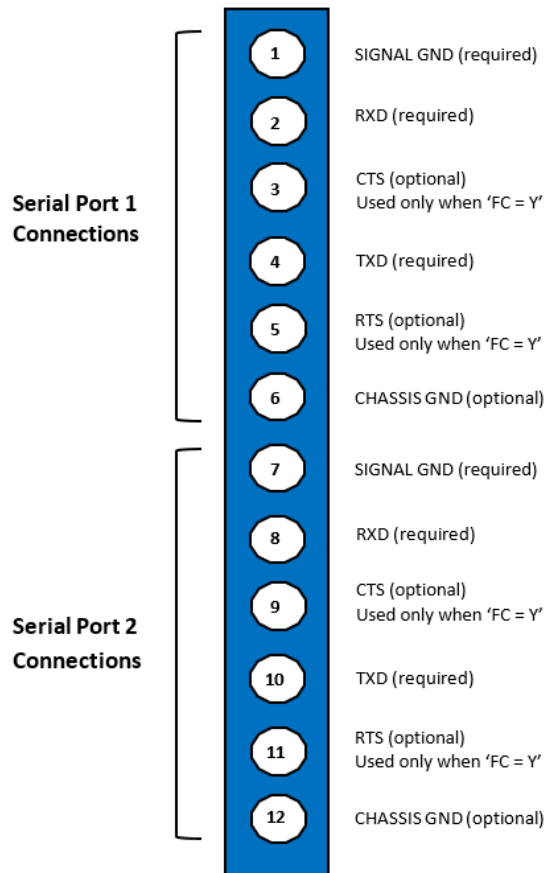 Serial Port 1
Connections
1
SIGNAL GND (required)
2
RXD (required)
3
CTS (optional)
Used only when ‘FC = Y’
4
TXD (required)
5
RTS (optional)
Used only when ‘FC = Y’
6
CHASSIS GND (optional)
Serial Port 2
Connections
7
SIGNAL GND (required)
8
RXD (required)
9
CTS (optional)
Used only when ‘FC = Y’
10
TXD (required)
11
RTS (optional)
Used only when ‘FC = Y’
12
CHASSIS GND (optional)